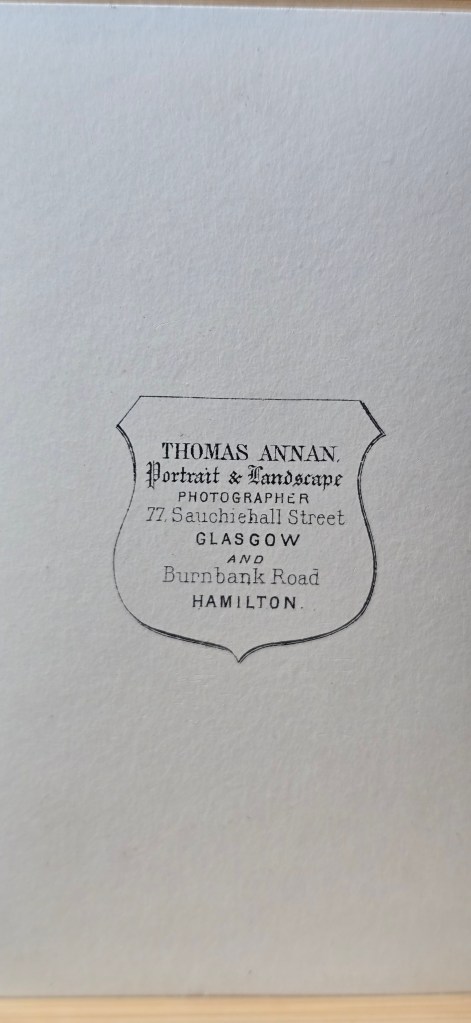 THOMAS ANNAN,
Portrait & Landscape
PHOTOGRAPHER
77, Sauchiehall Street
GLASGOW
AND
Burnbank Road
HAMILTON.